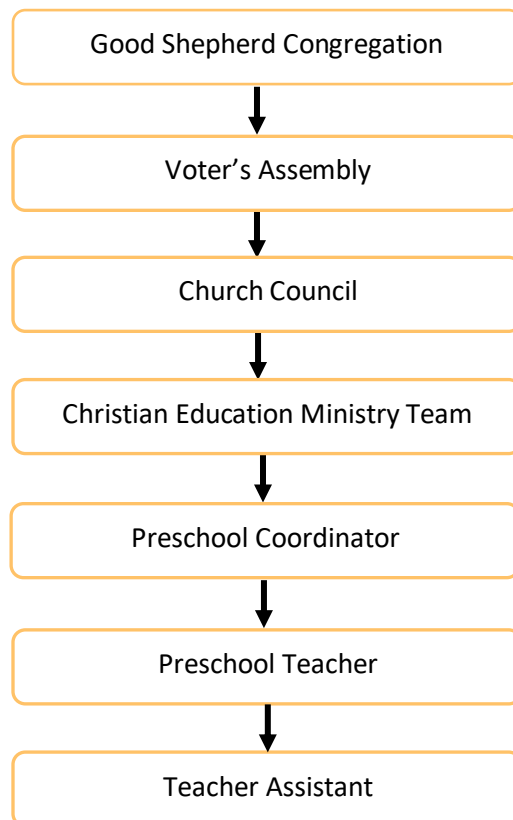 Good Shepherd Congregation
Voter’s Assembly
Church Council
Christian Education Ministry Team
Preschool Coordinator
Preschool Teacher
Teacher Assistant